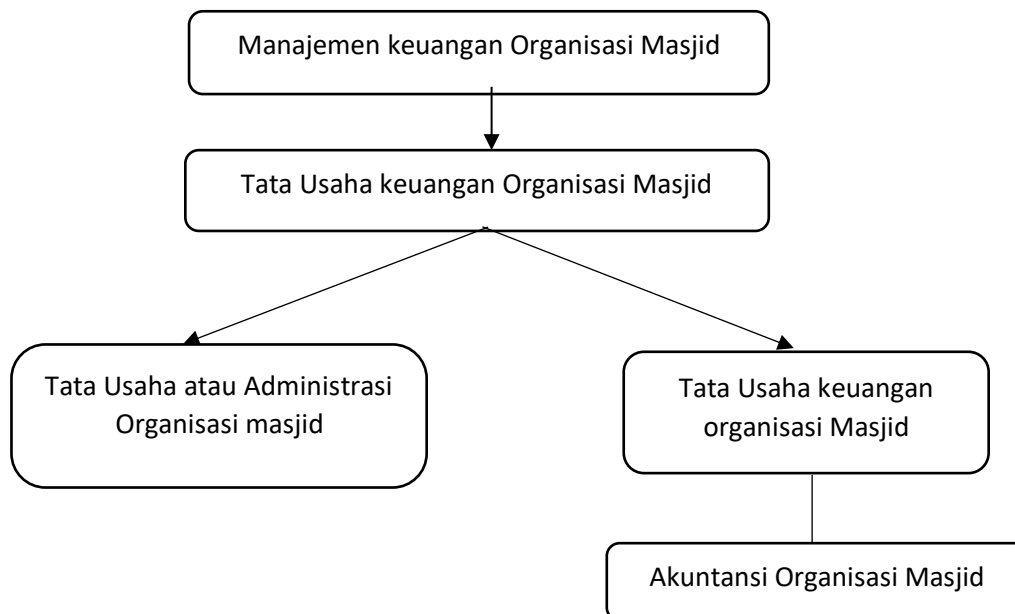 Manajemen keuangan Organisasi Masjid
Tata Usaha keuangan Organisasi Masjid
Tata Usaha atau Administrasi
Organisasi masjid
Tata Usaha keuangan
organisasi Masjid
Akuntansi Organisasi Masjid